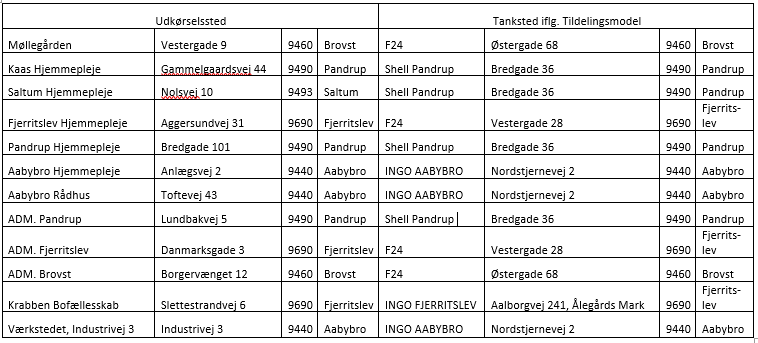 Udkørselssted Tanksted iflg. Tildelingsmodel
Møllegården Vestergade 9 9460 Brovst F24 Østergade 68 9460 Brovst
Kaas Hjemmepleje Gammelgaardsvej 44 9490 Pandrup Shell Pandrup Bredgade 36 9490 Pandrup
Saltum Hjemmepleje Nolsvej 10 9493 Saltum Shell Pandrup Bredgade 36 9490 Pandrup
Fjerritslev Hjemmepleje Aggersundvej 31 9690 Fjerritslev F24 Vestergade 28 9690 Fjerrits-
lev
Pandrup Hjemmepleje Bredgade 101 9490 Pandrup Shell Pandrup Bredgade 36 9490 Pandrup
Aabybro Hjemmepleje Anlægsvej 2 9440 Aabybro INGO AABYBRO Nordstjernevej 2 9440 Aabybro
Aabybro Rådhus Toftevej 43 9440 Aabybro INGO AABYBRO Nordstjernevej 2 9440 Aabybro
ADM. Pandrup Lundbakvej 5 9490 Pandrup Shell Pandrup Bredgade 36 9490 Pandrup
ADM. Fjerritslev Danmarksgade 3 9690 Fjerritslev F24 Vestergade 28 9690 Fjerrits-
lev
ADM. Brovst Borgervænget 12 9460 Brovst F24 Østergade 68 9460 Brovst
Krabben Bofællesskab Slettestrandvej 6 9690 Fjerritslev INGO FJERRITSLEV Aalborgvej 241, Ålegårds Mark 9690 Fjerrits-
lev
Værkstedet, Industrivej 3 Industrivej 3 9440 Aabybro INGO AABYBRO Nordstjernevej 2 9440 Aabybro